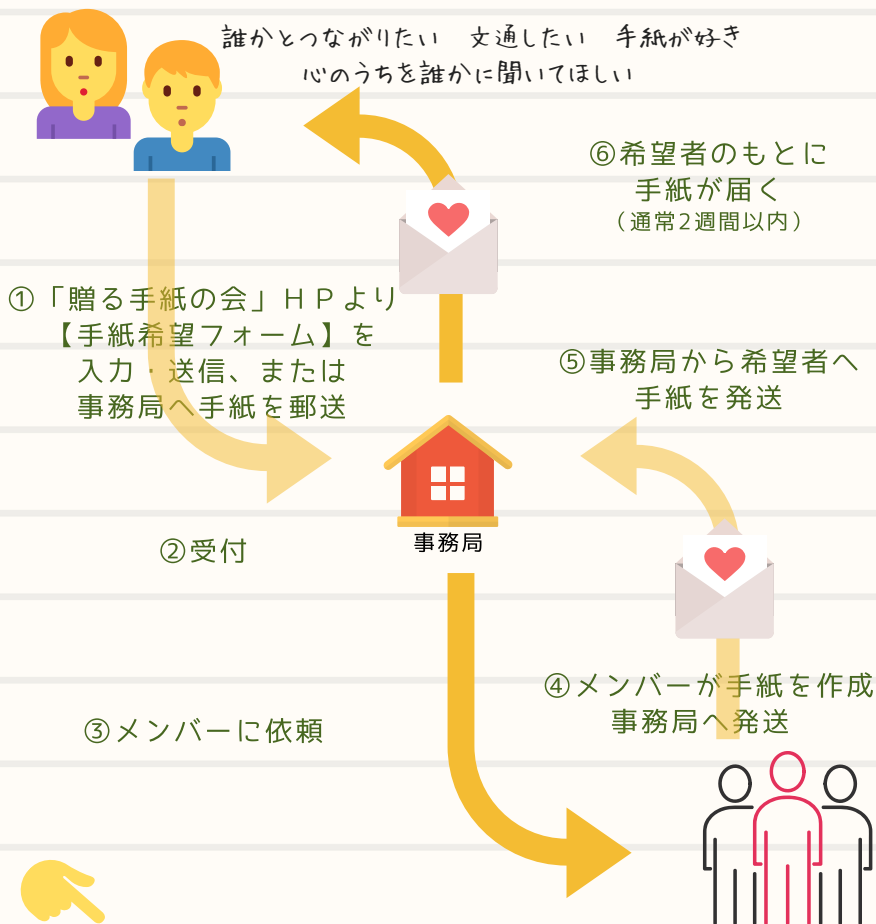 誰かとつながりたい　文通したい　手紙が好き
心のうちを誰かに聞いてほしい
①「贈る手紙の会」ＨＰより
【手紙希望フォーム】を
入力・送信、または
事務局へ手紙を郵送
②受付
③メンバーに依頼
事務局
④メンバーが手紙を作成
事務局へ発送
⑤事務局から希望者へ
手紙を発送
⑥希望者のもとに
手紙が届く
（通常2週間以内）